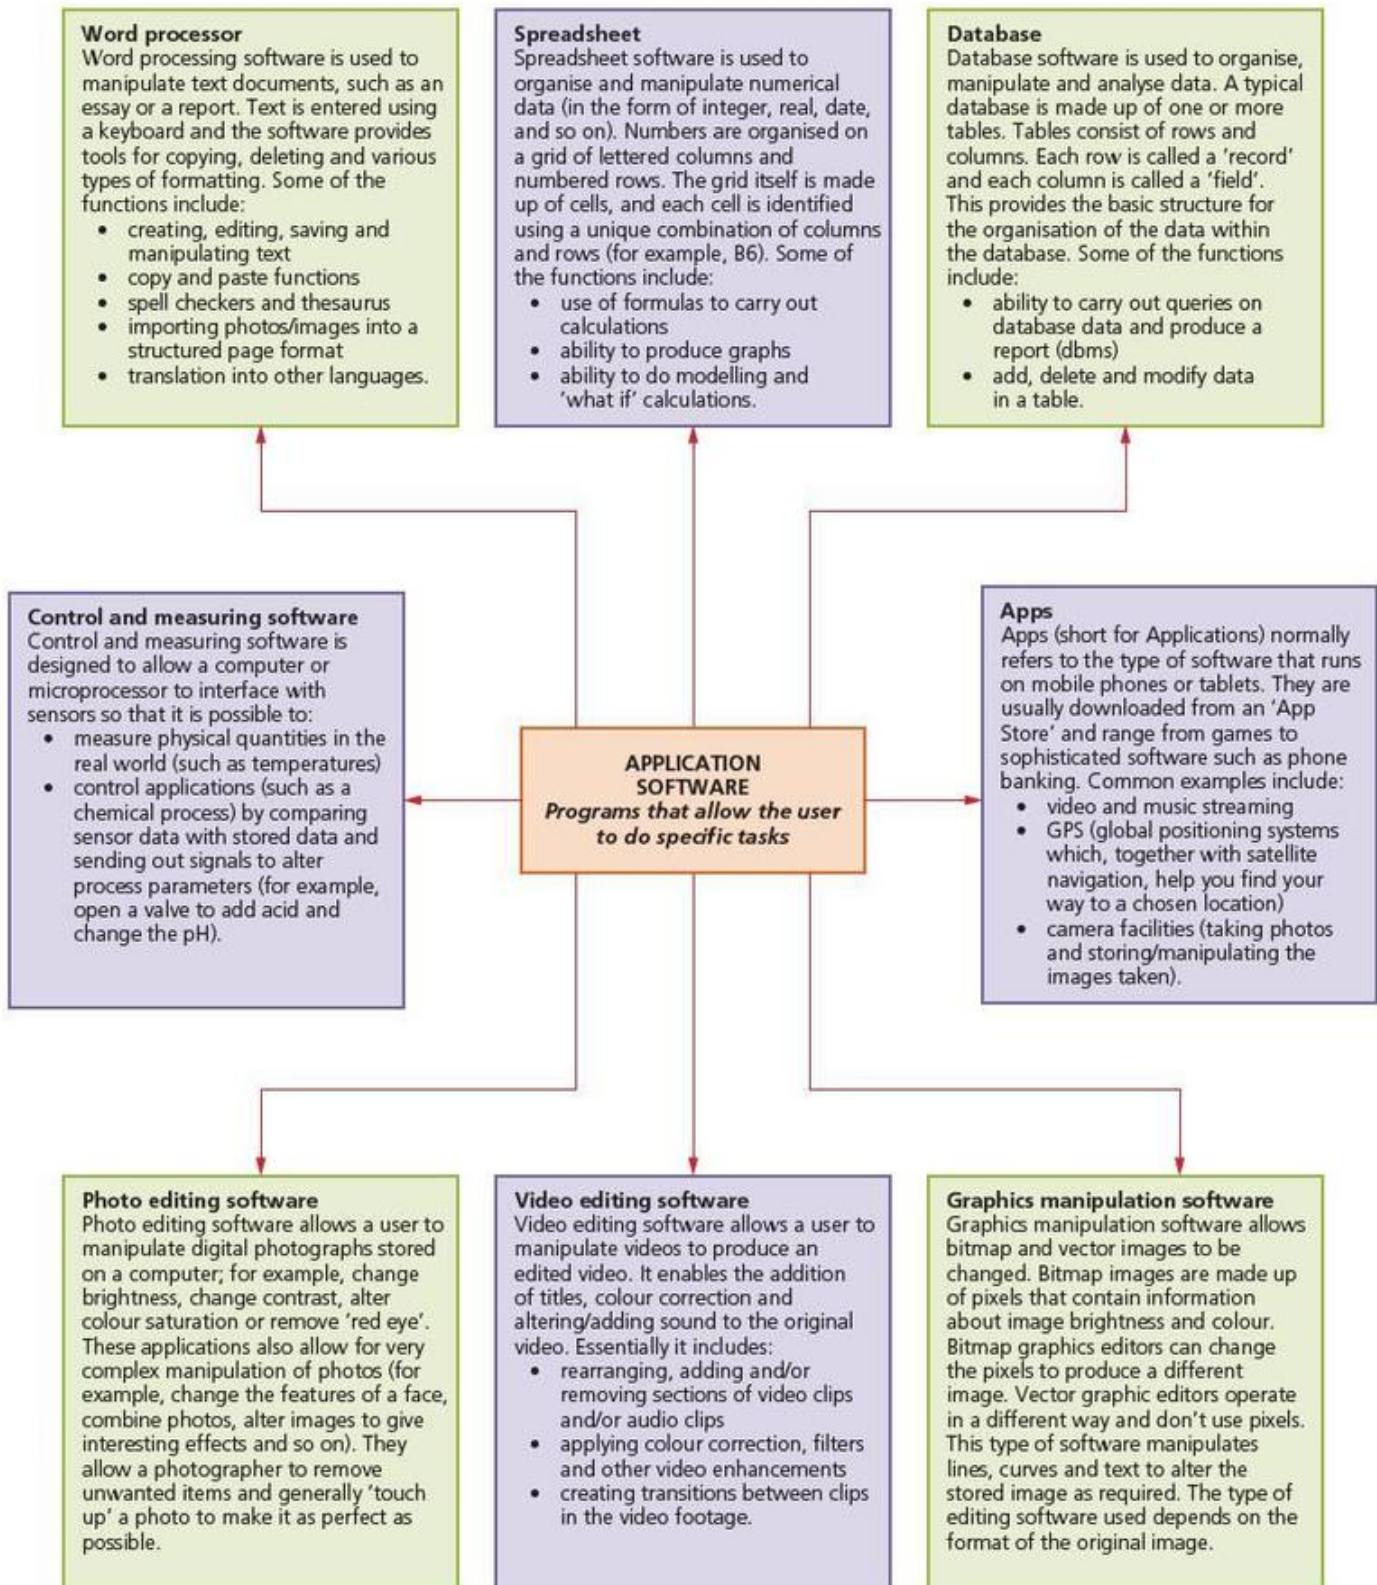 Word processor
Word processing software is used to
manipulate text documents, such as an
essay or a report. Text is entered using
a keyboard and the software provides
tools for copying, deleting and various
types of formatting. Some of the
functions include:
• creating, editing, saving and
manipulating text
• copy and paste functions
• spell checkers and thesaurus
• importing photos/images into a
structured page format
• translation into other languages.
Spreadsheet
Spreadsheet software is used to
organise and manipulate numerical
data (in the form of integer, real, date,
and so on). Numbers are organised on
a grid of lettered columns and
numbered rows. The grid itself is made
up of cells, and each cell is identified
using a unique combination of columns
and rows (for example, B6). Some of
the functions include:
• use of formulas to carry out
calculations
• ability to produce graphs
• ability to do modelling and
'what if' calculations.
Database
Database software is used to organise,
manipulate and analyse data. A typical
database is made up of one or more
tables. Tables consist of rows and
columns. Each row is called a 'record'
and each column is called a 'field'.
This provides the basic structure for
the organisation of the data within
the database. Some of the functions
include:
• ability to carry out queries on
database data and produce a
report (dbms)
• add, delete and modify data
in a table.
Control and measuring software
Control and measuring software is
designed to allow a computer or
microprocessor to interface with
sensors so that it is possible to:
• measure physical quantities in the
real world (such as temperatures)
• control applications (such as a
chemical process) by comparing
sensor data with stored data and
sending out signals to alter
process parameters (for example,
open a valve to add acid and
change the pH).
APPLICATION
SOFTWARE
Programs that allow the user
to do specific tasks
Apps
Apps (short for Applications) normally
refers to the type of software that runs
on mobile phones or tablets. They are
usually downloaded from an 'App
Store' and range from games to
sophisticated software such as phone
banking. Common examples include:
• video and music streaming
• GPS (global positioning systems
which, together with satellite
navigation, help you find your
way to a chosen location)
• camera facilities (taking photos
and storing/manipulating the
images taken).
Photo editing software
Photo editing software allows a user to
manipulate digital photographs stored
on a computer; for example, change
brightness, change contrast, alter
colour saturation or remove 'red eye'.
These applications also allow for very
complex manipulation of photos (for
example, change the features of a face,
combine photos, alter images to give
interesting effects and so on). They
allow a photographer to remove
unwanted items and generally 'touch
up' a photo to make it as perfect as
possible.
Video editing software
Video editing software allows a user to
manipulate videos to produce an
edited video. It enables the addition
of titles, colour correction and
altering/adding sound to the original
video. Essentially it includes:
• rearranging, adding and/or
removing sections of video clips
and/or audio clips
• applying colour correction, filters
and other video enhancements
• creating transitions between clips
in the video footage.
Graphics manipulation software
Graphics manipulation software allows
bitmap and vector images to be
changed. Bitmap images are made up
of pixels that contain information
about image brightness and colour.
Bitmap graphics editors can change
the pixels to produce a different
image. Vector graphic editors operate
in a different way and don't use pixels.
This type of software manipulates
lines, curves and text to alter the
stored image as required. The type of
editing software used depends on the
format of the original image.